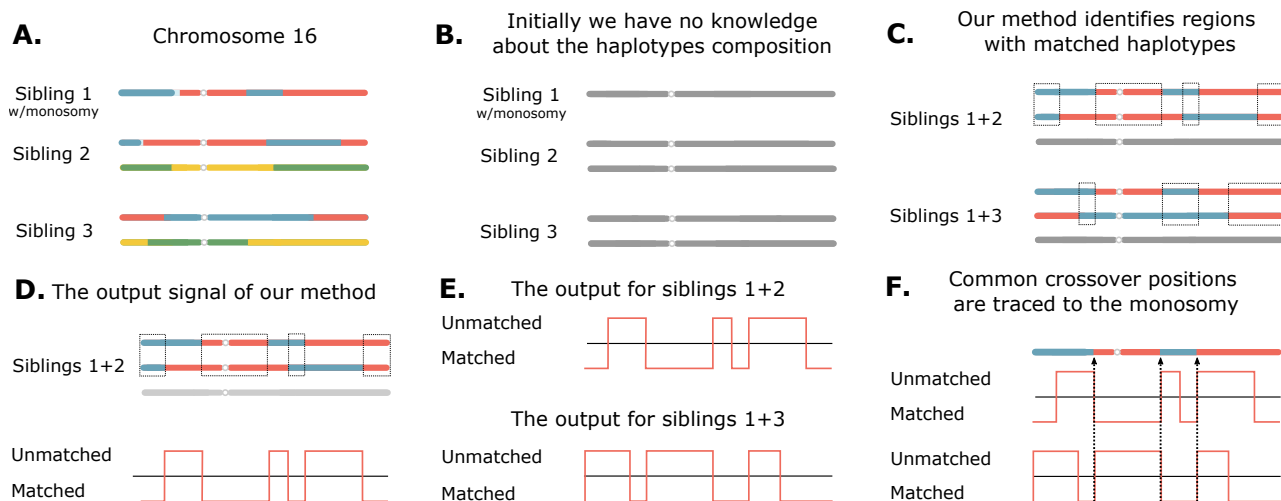 A.
Chromosome 16
Sibling 1
w/monosomy
Sibling 2
Sibling 3
B.
Initially we have no knowledge
about the haplotypes composition
Sibling 1
w/monosomy
Sibling 2
Sibling 3
C.
Our method identifies regions
with matched haplotypes
Siblings 1+2
Siblings 1+3
D.
The output signal of our method
Siblings 1+2
Unmatched
Matched
E.
The output for siblings 1+2
Unmatched
Matched
The output for siblings 1+3
Unmatched
Matched
F.
Common crossover positions
are traced to the monosomy
Unmatched
Matched
Unmatched
Matched